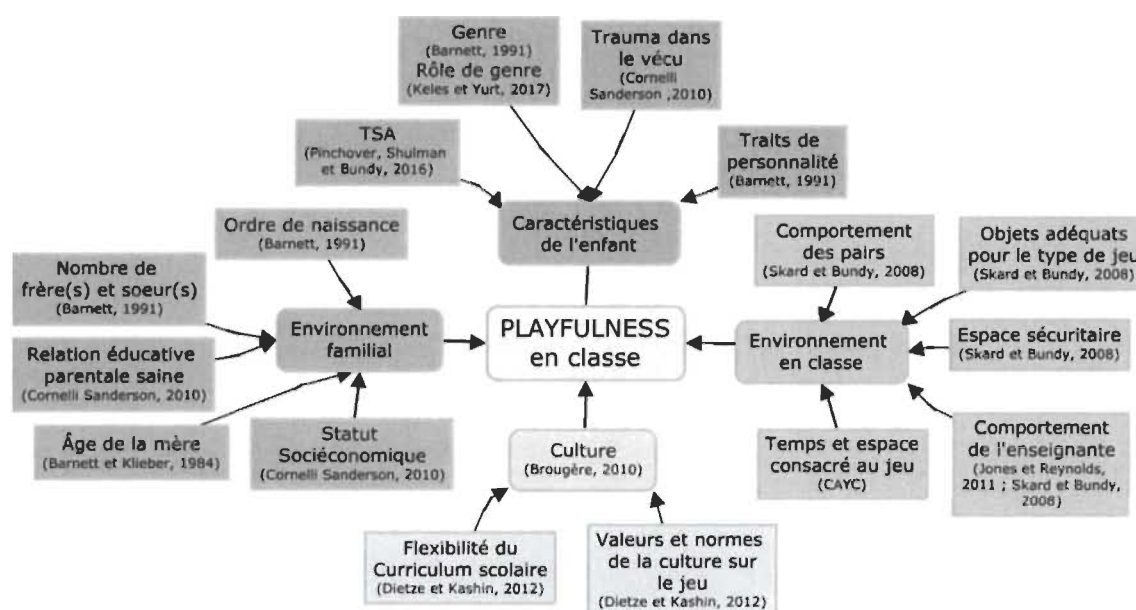 Genre
(Barnett, 1991)
Rôle de genre
(Keles et Yurt, 2017)
Trauma dans
le vécu
(Cornelli
Sanderson ,2010)
TSA
(Pinchover, Shulman
et Bundy, 2016)
Traits de
personnalité
(Barnett, 1991)
Caractéristiques
de l'enfant
Ordre de naissance
(Barnett, 1991)
Nombre de
frère(s) et soeur(s)
(Barnett, 1991)
Relation éducative
parentale saine
(Cornelli Sanderson, 2010)
Âge de la mère
(Barnett et Klieber, 1984)
Statut
Sociéconomique
(Cornelli Sanderson, 2010)
Environnement
familial
PLAYFULNESS
en classe
Environnement
en classe
Comportement
des pairs
(Skard et Bundy, 2008)
Objets adéquats
pour le type de jeu
(Skard et Bundy, 2008)
Espace sécuritaire
(Skard et Bundy, 2008)
Comportement
de l'enseignante
(Jones et Reynolds,
2011 ; Skard et Bundy,
2008)
Temps et espace
consacré au jeu
(CAYC)
Culture
(Brougère, 2010)
Flexibilité du
Curriculum scolaire
(Dietze et Kashin, 2012)
Valeurs et normes
de la culture sur
le jeu
(Dietze et Kashin, 2012)